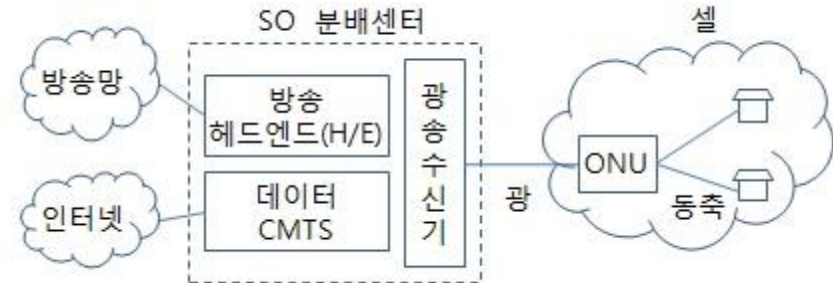 SO 분배센터
셀
방송망
방송
헤드엔드(H/E)
광송수신기
인터넷
데이터
CMTS
광
ONU
동축